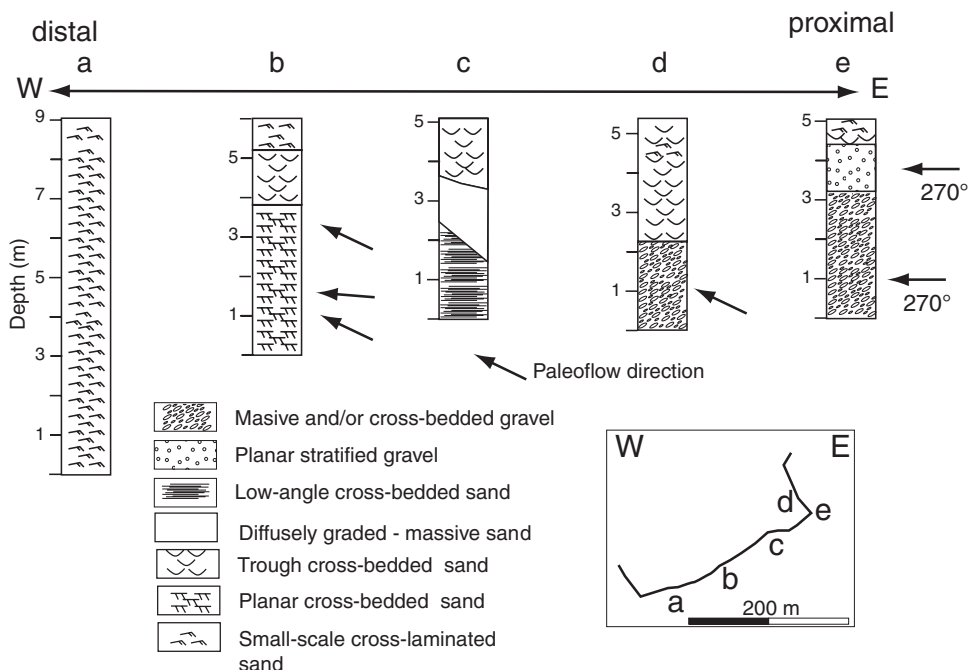 distal
proximal
a b c d e
W E
9
7
5
3
1
Depth (m)
5
3
1
5
3
1
5
3
1
5
3
1
270°
270°
Paleoflow direction
Masive and/or cross-bedded gravel
Planar stratified gravel
Low-angle cross-bedded sand
Diffusely graded - massive sand
Trough cross-bedded sand
Planar cross-bedded sand
Small-scale cross-laminated
sand
W E
d
e
c
b
a
200 m